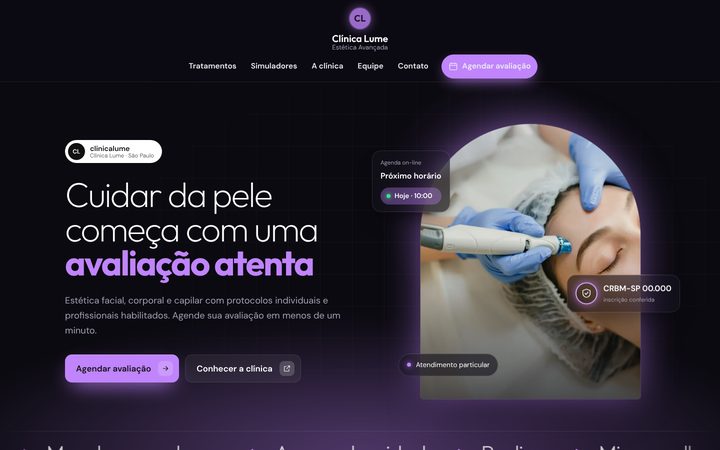 CL
Clínica Lume
Estética Avançada
Tratamentos Simuladores A clínica Equipe Contato Agendar avaliação
CL
clinicalume
Clínica Lume · São Paulo
Cuidar da pele
começa com uma
avaliação atenta
Estética facial, corporal e capilar com protocolos individuais e
profissionais habilitados. Agende sua avaliação em menos de um
minuto.
Agendar avaliação
Conhecer a clínica
Agenda on-line
Próximo horário
Hoje · 10:00
CRBM-SP 00.000
inscrição conferida
Atendimento particular